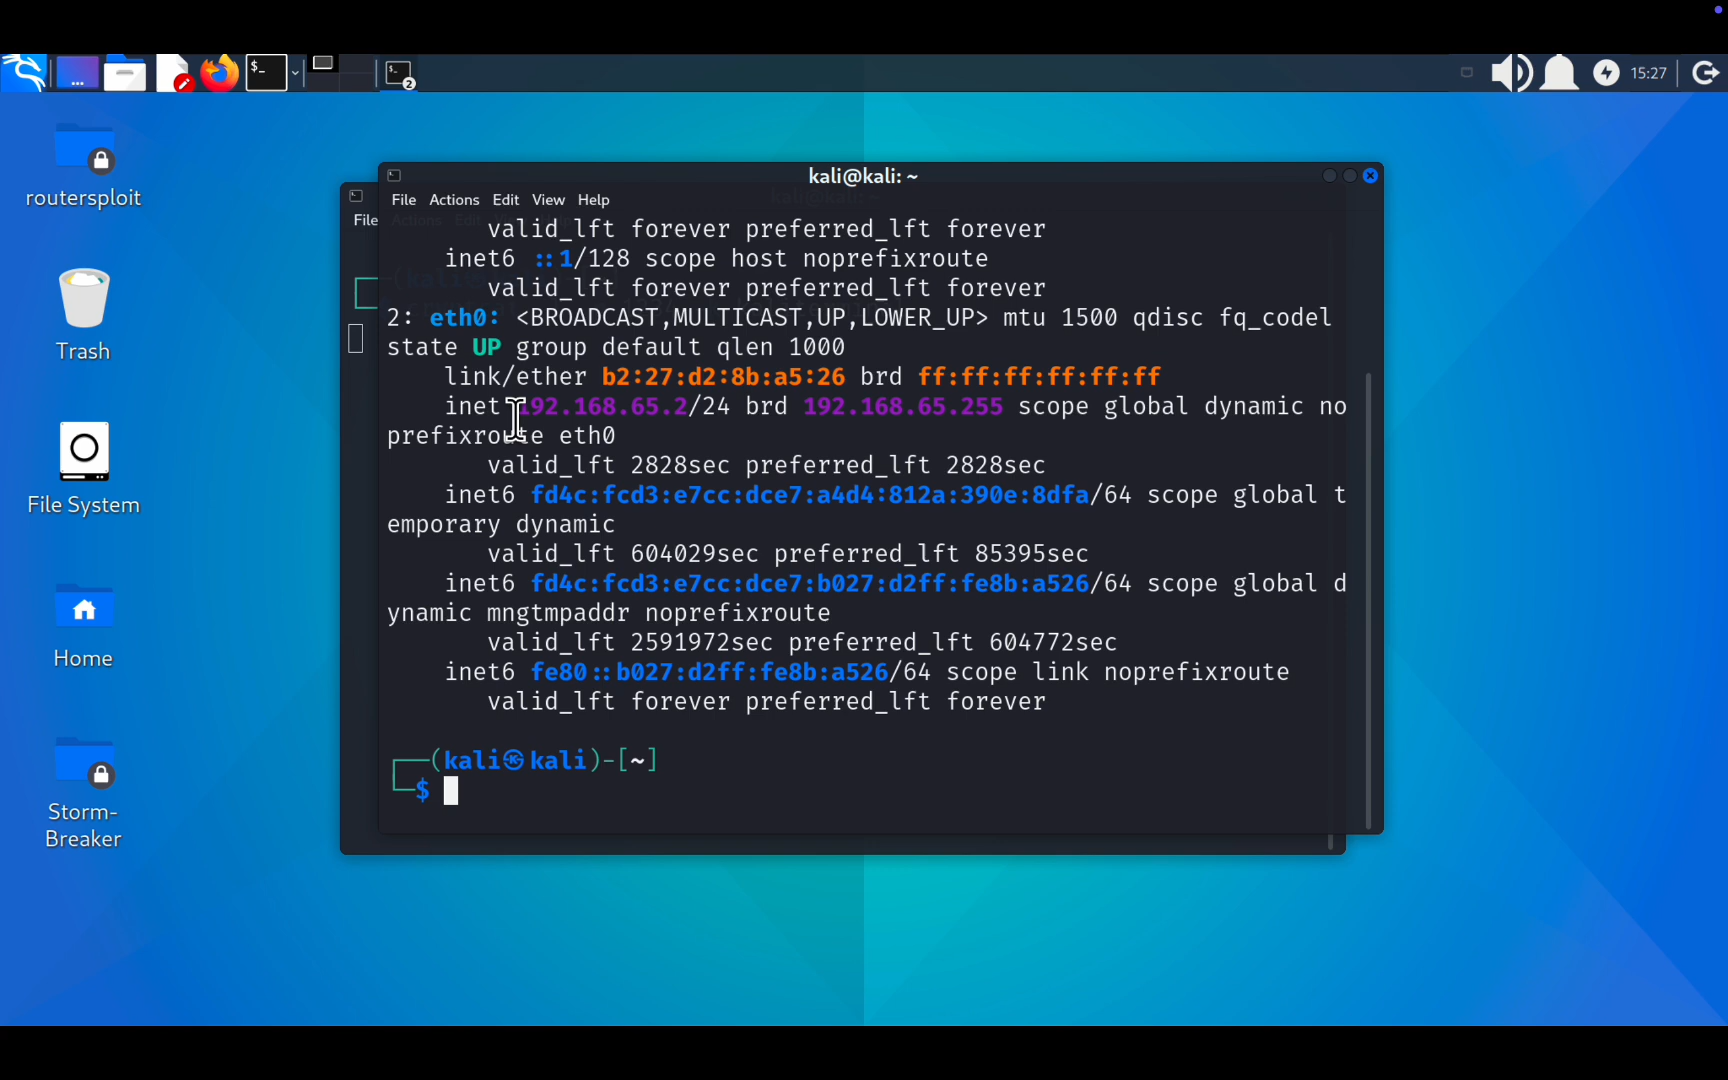 15:27
routersploit
Trash
File System
Home
Storm-
Breaker
kali@kali: ~
File Actions Edit View Help
File
valid_lft forever preferred_lft forever
inet6 ::1/128 scope host noprefixroute
valid_lft forever preferred_lft forever
2: eth0: <BROADCAST,MULTICAST,UP,LOWER_UP> mtu 1500 qdisc fq_codel
state UP group default qlen 1000
link/ether b2:27:d2:8b:a5:26 brd ff:ff:ff:ff:ff:ff
inet 192.168.65.2/24 brd 192.168.65.255 scope global dynamic no
prefixroute eth0
valid_lft 2828sec preferred_lft 2828sec
inet6 fd4c:fcd3:e7cc:dce7:a4d4:812a:390e:8dfa/64 scope global t
emporary dynamic
valid_lft 604029sec preferred_lft 85395sec
inet6 fd4c:fcd3:e7cc:dce7:b027:d2ff:fe8b:a526/64 scope global d
ynamic mngtmpaddr noprefixroute
valid_lft 2591972sec preferred_lft 604772sec
inet6 fe80::b027:d2ff:fe8b:a526/64 scope link noprefixroute
valid_lft forever preferred_lft forever
┌──(kali㉿kali)-[~]
└─$